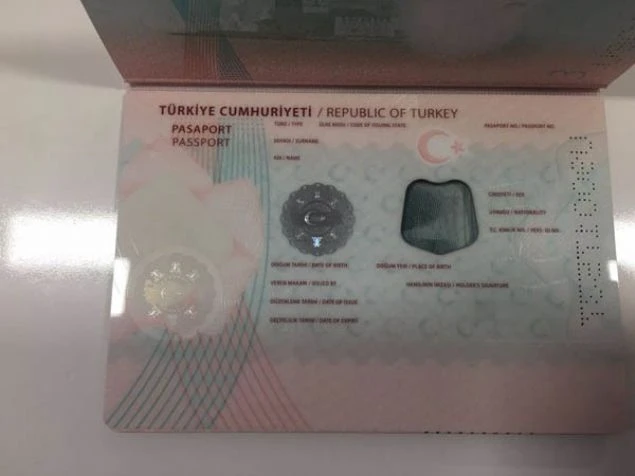 TÜRKİYE CUMHURİYETİ / REPUBLIC OF TURKEY
PASAPORT
PASSPORT
TÜRÜ / TYPE ÜLKE KODU / CODE OF ISSUING STATE PASAPORT NO / PASSPORT NO.
SOYADI / SURNAME
ADI / NAME
CİNSİYETİ / SEX
UYRUĞU / NATIONALITY
T.C. KİMLİK NO. / PERS. ID NO.
DOĞUM TARİHİ / DATE OF BIRTH DOĞUM YERİ / PLACE OF BIRTH
VEREN MAKAM / ISSUED BY HAMİLİNİN İMZASI / HOLDER'S SIGNATURE
DÜZENLEME TARİHİ / DATE OF ISSUE
GEÇERLİLİK TARİHİ / DATE OF EXPIRY